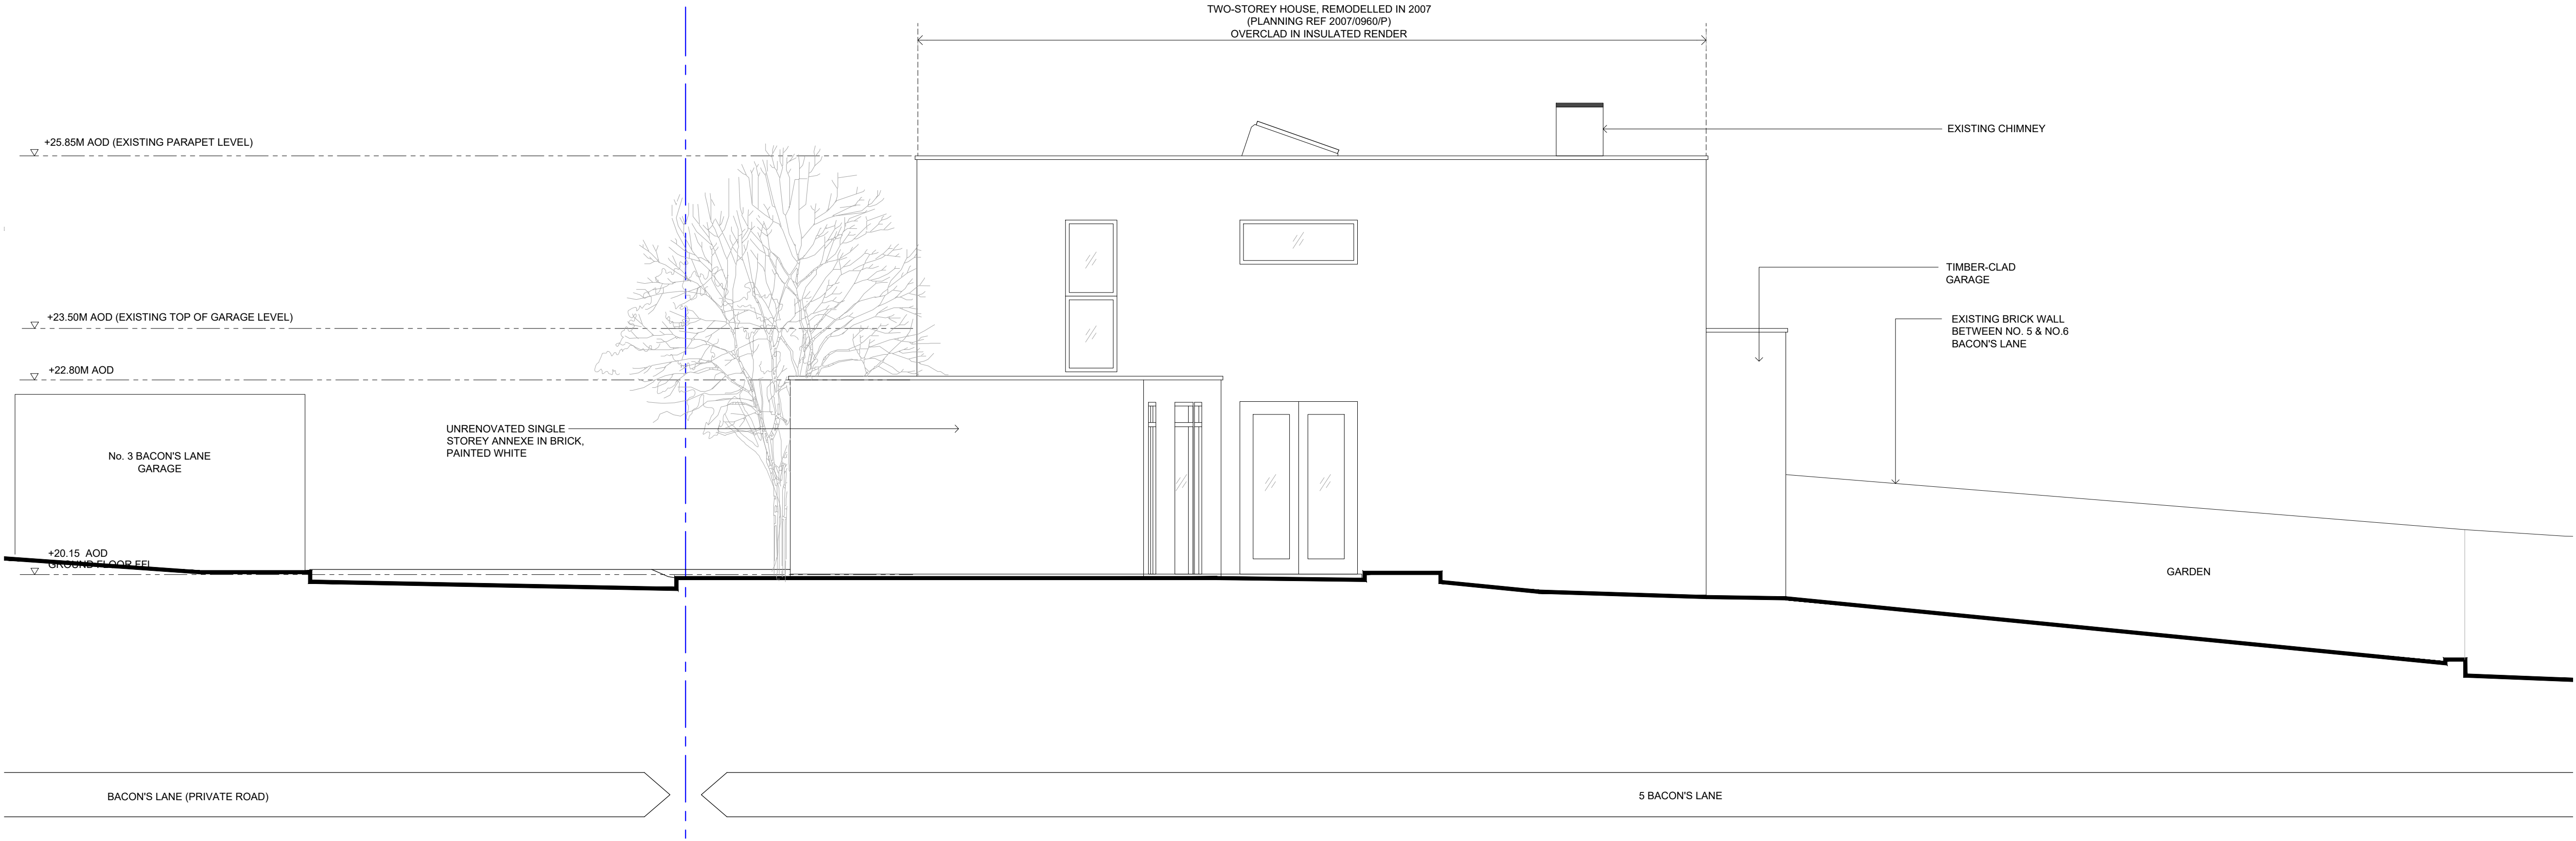 TWO-STOREY HOUSE, REMODELLED IN 2007
(PLANNING REF 2007/0960/P)
OVERCLAD IN INSULATED RENDER
EXISTING CHIMNEY
+25.85M AOD (EXISTING PARAPET LEVEL)
TIMBER-CLAD
GARAGE
+23.50M AOD (EXISTING TOP OF GARAGE LEVEL)
EXISTING BRICK WALL
BETWEEN NO. 5 & NO.6
BACON'S LANE
+22.80M AOD
UNRENOVATED SINGLE
STOREY ANNEXE IN BRICK,
PAINTED WHITE
No. 3 BACON'S LANE
GARAGE
+20.15 AOD
GROUND FLOOR FFL
GARDEN
BACON'S LANE (PRIVATE ROAD)
5 BACON'S LANE